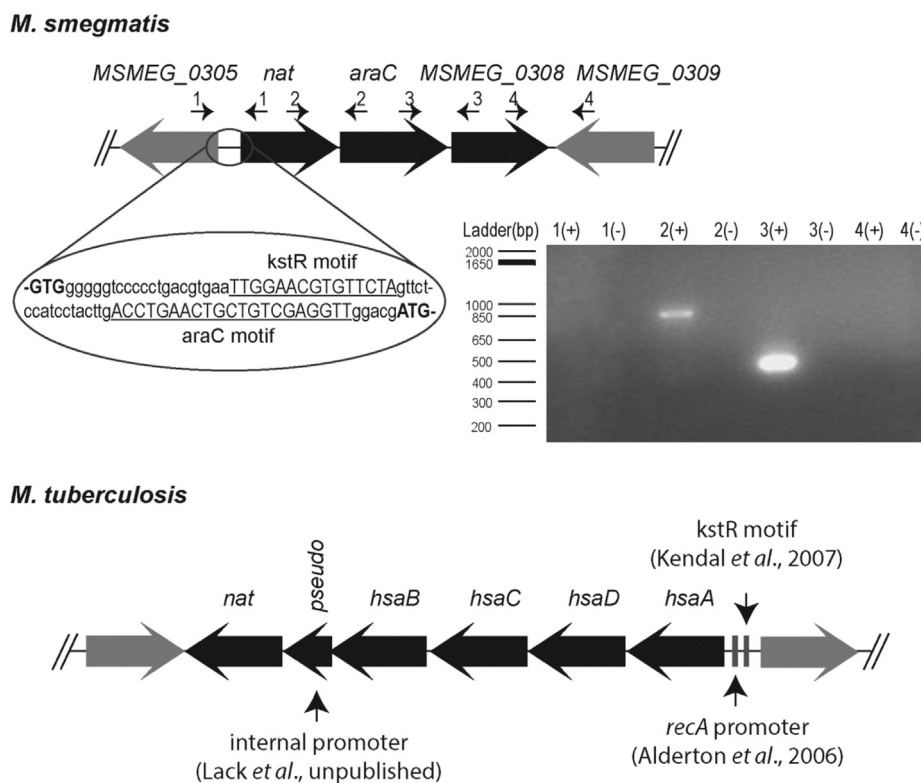 M. smegmatis
MSMEG_0305 nat araC MSMEG_0308 MSMEG_0309
1 1 2 2 3 3 4 4
kstR motif
-GTGgggggtccccctgacgtgaaTTGGAACGTGTTCTAgttct-
ccatcctacttgACCTGAACTGCTGTCGAGGTTggacgATG-
araC motif
Ladder(bp) 1(+) 1(-) 2(+) 2(-) 3(+) 3(-) 4(+) 4(-)
2000
1650
1000
850
650
500
400
300
200
M. tuberculosis
kstR motif
(Kendal et al., 2007)
nat pseudo hsaB hsaC hsaD hsaA
internal promoter
(Lack et al., unpublished)
recA promoter
(Alderton et al., 2006)